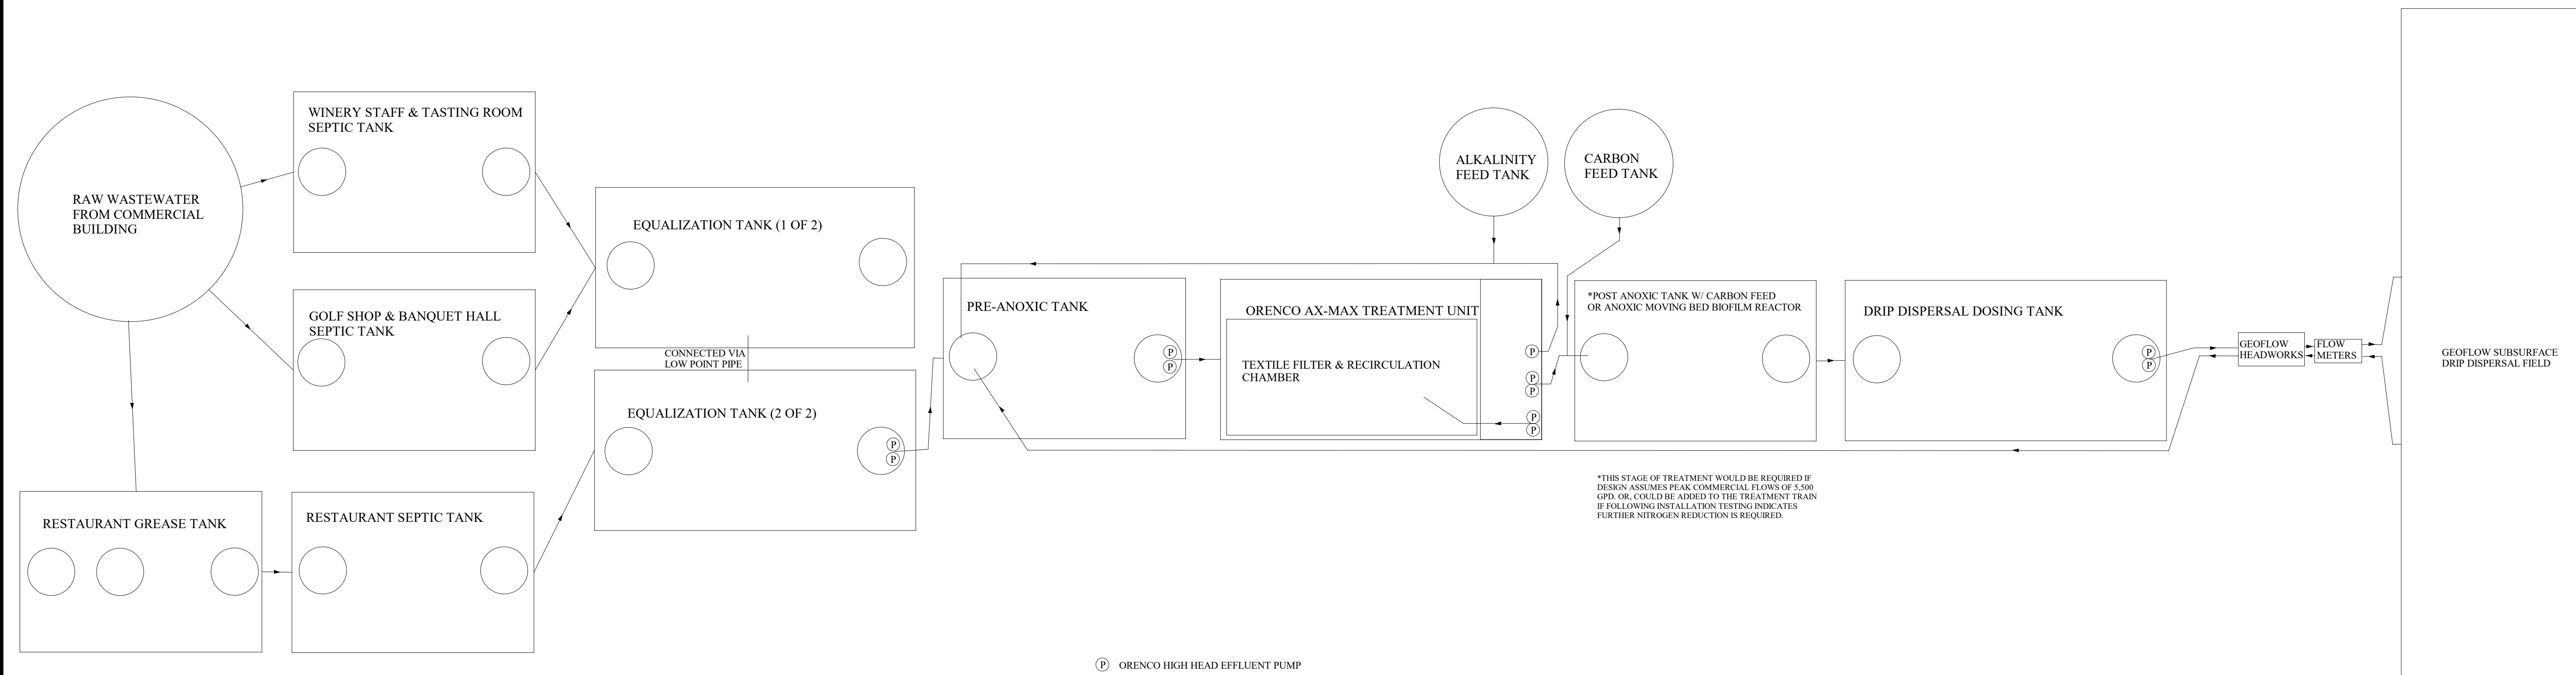 RAW WASTEWATER
FROM COMMERCIAL
BUILDING
WINERY STAFF & TASTING ROOM
SEPTIC TANK
GOLF SHOP & BANQUET HALL
SEPTIC TANK
RESTAURANT GREASE TANK
RESTAURANT SEPTIC TANK
EQUALIZATION TANK (1 OF 2)
CONNECTED VIA
LOW POINT PIPE
EQUALIZATION TANK (2 OF 2)
P
P
PRE-ANOXIC TANK
P
P
ORENCO AX-MAX TREATMENT UNIT
TEXTILE FILTER & RECIRCULATION
CHAMBER
P
P
P
P
P
ALKALINITY
FEED TANK
CARBON
FEED TANK
*POST ANOXIC TANK W/ CARBON FEED
OR ANOXIC MOVING BED BIOFILM REACTOR
*THIS STAGE OF TREATMENT WOULD BE REQUIRED IF
DESIGN ASSUMES PEAK COMMERCIAL FLOWS OF 5,500
GPD. OR, COULD BE ADDED TO THE TREATMENT TRAIN
IF FOLLOWING INSTALLATION TESTING INDICATES
FURTHER NITROGEN REDUCTION IS REQUIRED.
DRIP DISPERSAL DOSING TANK
P
P
GEOFLOW
HEADWORKS
FLOW
METERS
GEOFLOW SUBSURFACE
DRIP DISPERSAL FIELD
P ORENCO HIGH HEAD EFFLUENT PUMP